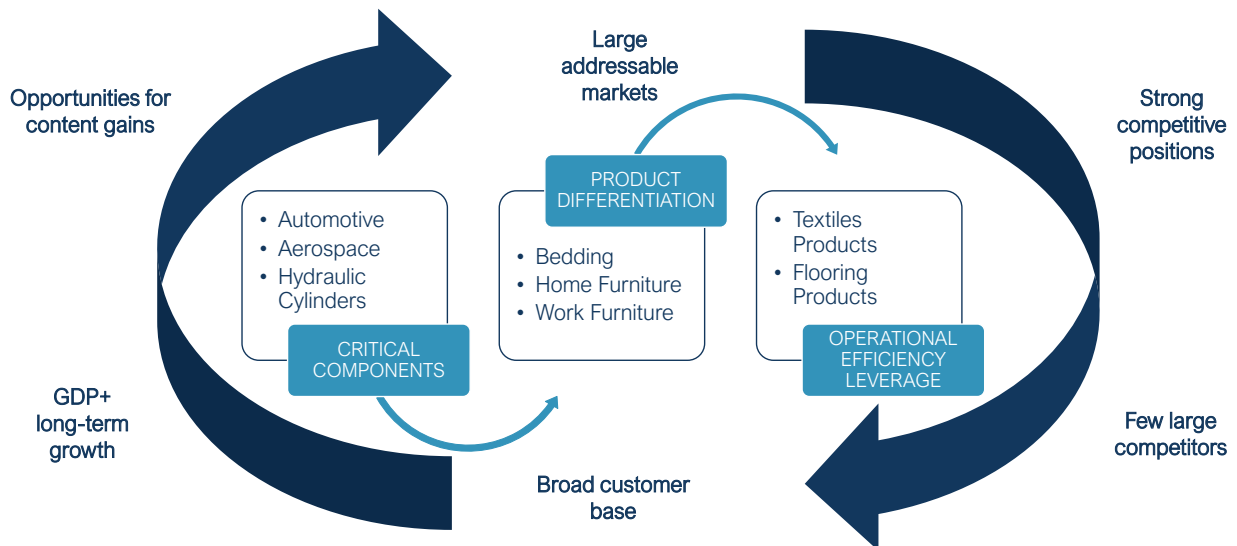 Opportunities for
content gains
Large
addressable
markets
Strong
competitive
positions
• Automotive
• Aerospace
• Hydraulic
Cylinders
CRITICAL
COMPONENTS
PRODUCT
DIFFERENTIATION
• Bedding
• Home Furniture
• Work Furniture
• Textiles
Products
• Flooring
Products
OPERATIONAL
EFFICIENCY
LEVERAGE
GDP+
long-term
growth
Broad customer
base
Few large
competitors